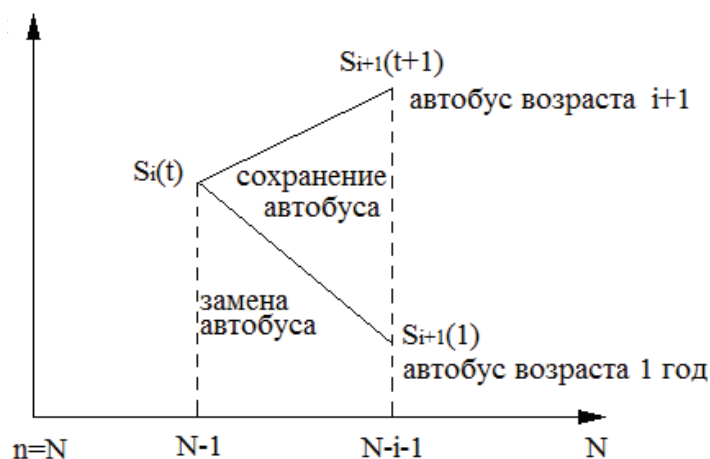 Si+1(t+1)
автобус возраста i+1
Si(t)
сохранение
автобуса
замена
автобуса
Si+1(1)
автобус возраста 1 год
n=N
N-1
N-i-1
N